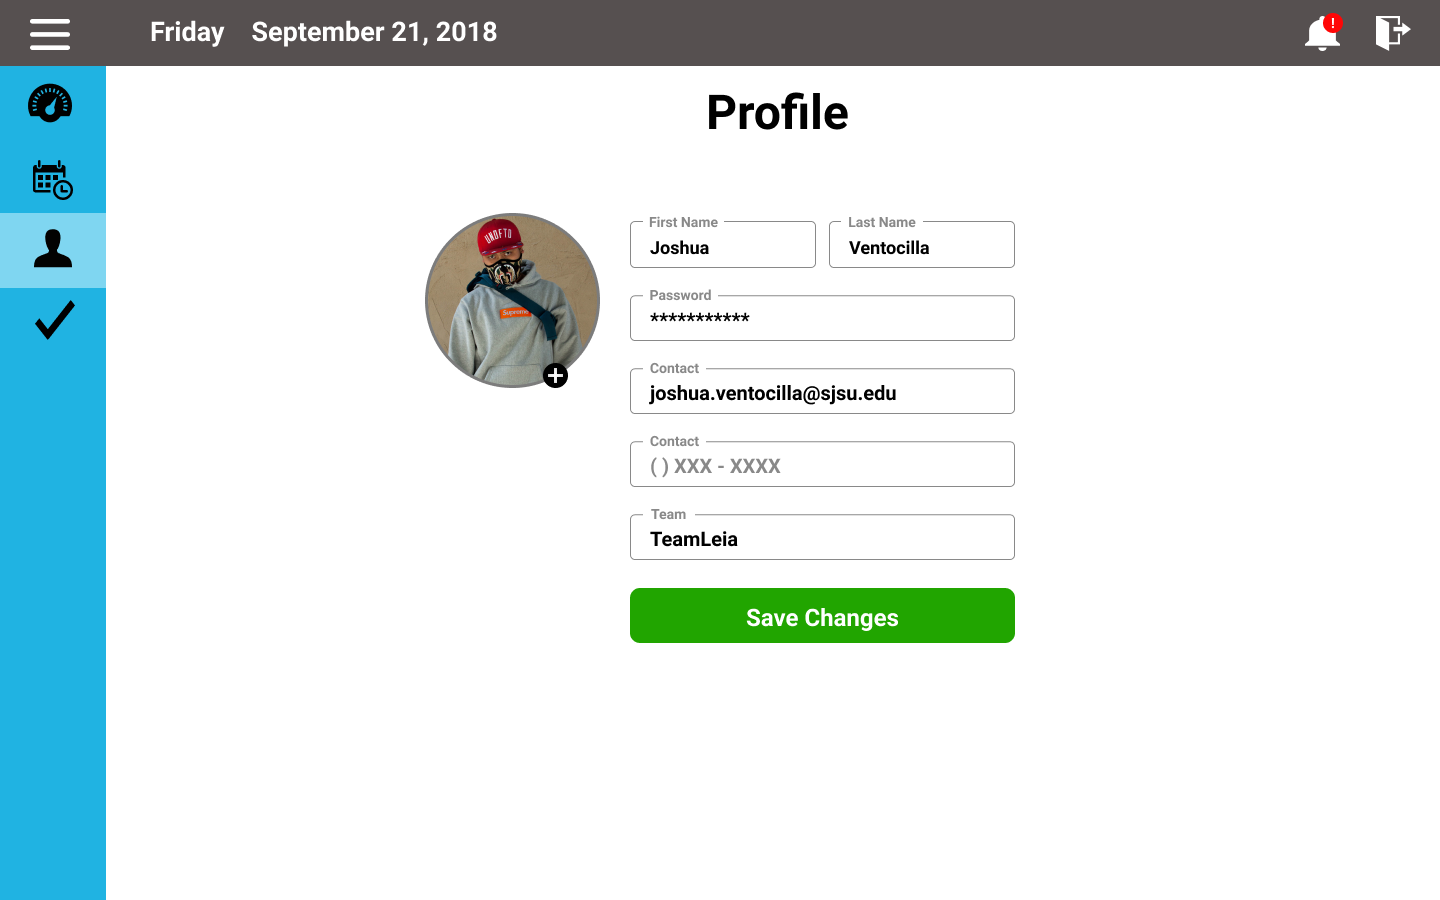 Friday September 21, 2018
!
Profile
UNDFTD
Supreme
First Name
Joshua
Last Name
Ventocilla
Password
***********
Contact
joshua.ventocilla@sjsu.edu
Contact
( ) XXX - XXXX
Team
TeamLeia
Save Changes